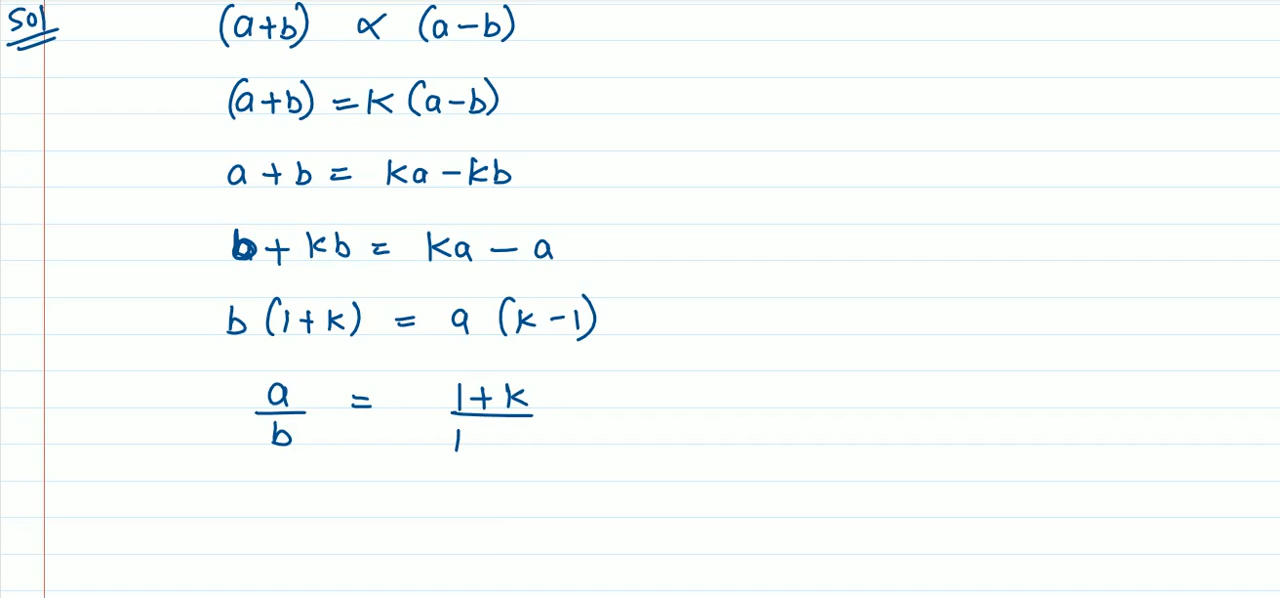 Sol (a+b) ∝ (a-b)
(a+b) = K (a-b)
a + b = ka - kb
b + kb = ka - a
b (1+k) = a (k-1)
a/b = 1+k/1